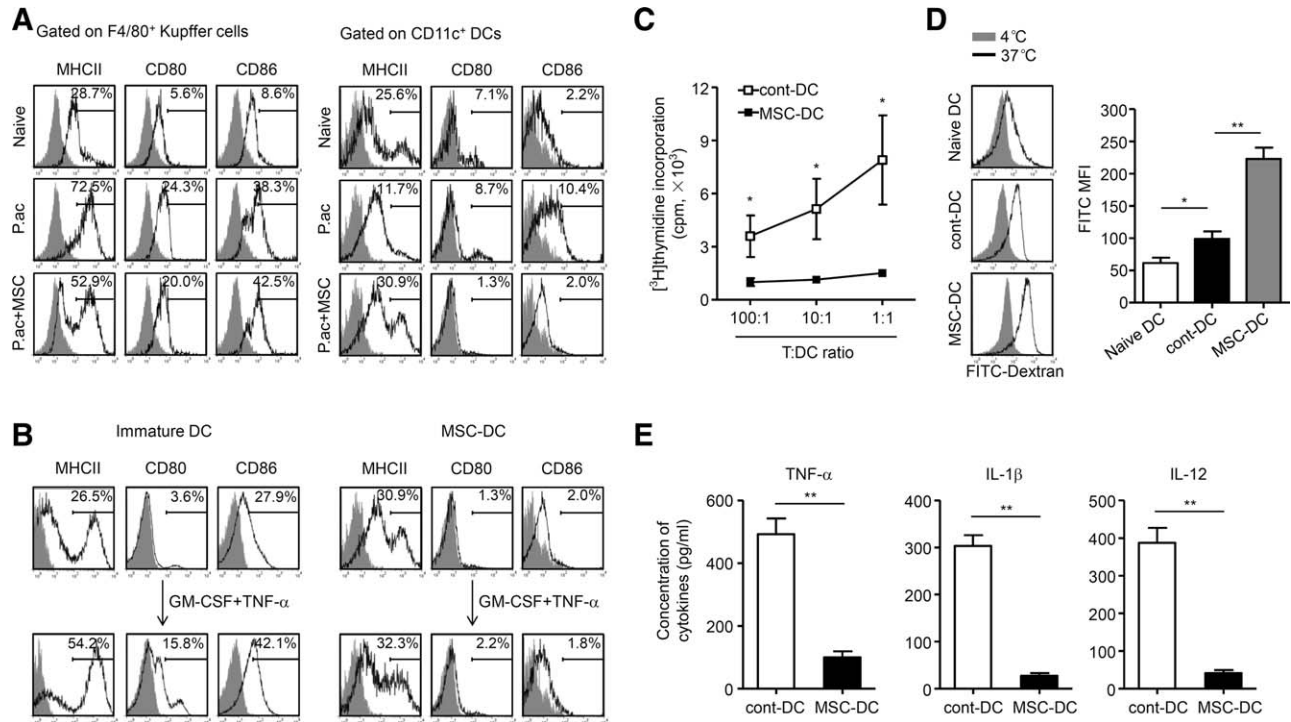 A
Gated on F4/80+ Kupffer cells
Gated on CD11c+ DCs
MHCII CD80 CD86
MHCII CD80 CD86
Naive
28.7% 5.6% 8.6%
Naive
25.6% 7.1% 2.2%
P.ac
72.5% 24.3% 38.3%
P.ac
11.7% 8.7% 10.4%
P.ac+MSC
52.9% 20.0% 42.5%
P.ac+MSC
30.9% 1.3% 2.0%
B
Immature DC
MHCII CD80 CD86
26.5% 3.6% 27.9%
GM-CSF+TNF-α
54.2% 15.8% 42.1%
MSC-DC
MHCII CD80 CD86
30.9% 1.3% 2.0%
GM-CSF+TNF-α
32.3% 2.2% 1.8%
C
[³H]thymidine incorporation
(cpm, ×10³)
12
9
6
3
0
cont-DC
MSC-DC
*
*
*
100:1 10:1 1:1
T:DC ratio
D
4°C
37°C
Naive DC
cont-DC
MSC-DC
FITC-Dextran
FITC MFI
300
250
200
150
100
50
0
*
**
Naive DC
cont-DC
MSC-DC
E
Concentration of
cytokines (pg/ml)
TNF-α
600
400
200
0
**
cont-DC MSC-DC
IL-1β
400
300
200
100
0
**
cont-DC MSC-DC
IL-12
500
400
300
200
100
0
**
cont-DC MSC-DC